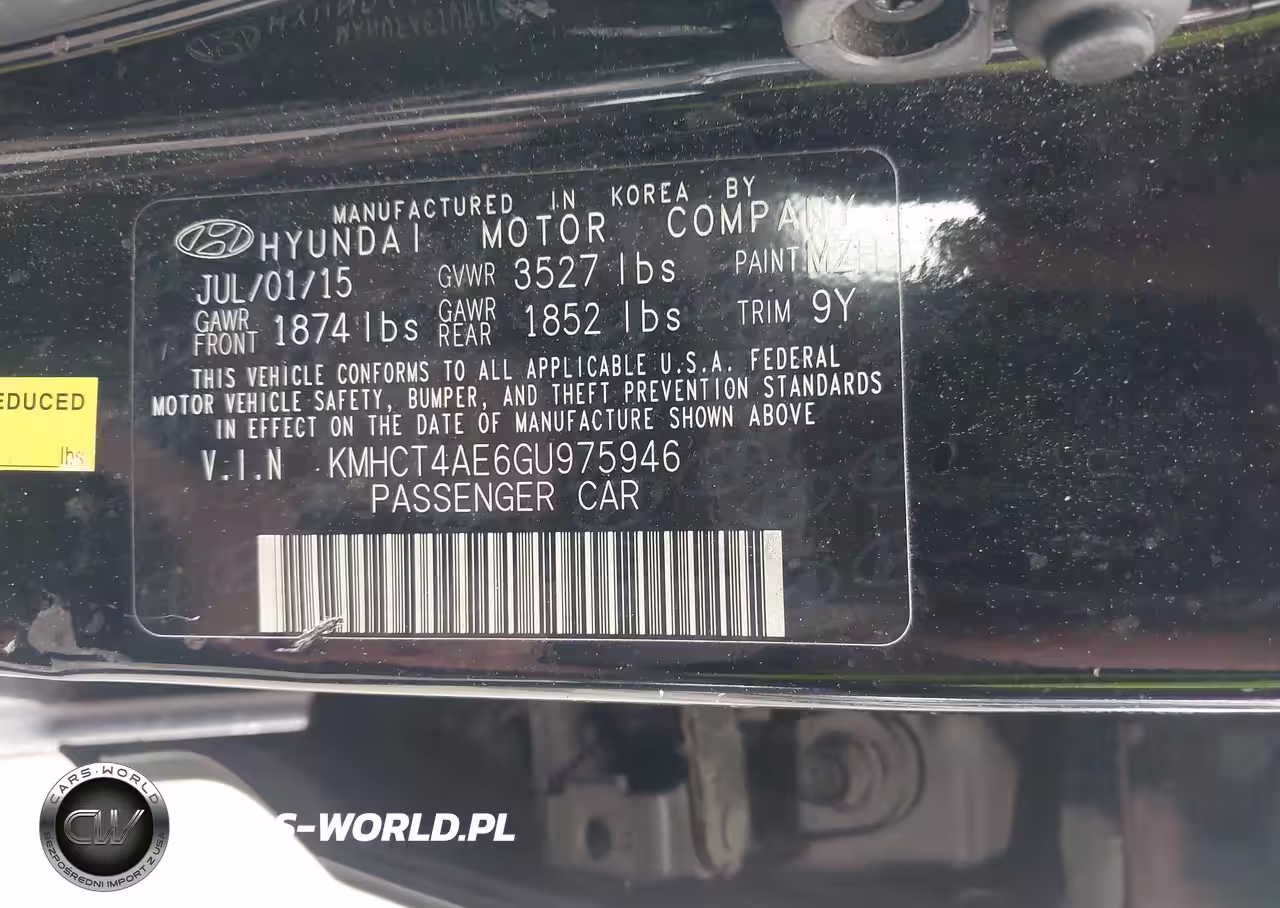 MANUFACTURED IN KOREA BY
HYUNDAI MOTOR COMPANY
JUL/01/15 GVWR 3527 lbs PAINT
GAWR FRONT 1874 lbs GAWR REAR 1852 lbs TRIM 9Y
THIS VEHICLE CONFORMS TO ALL APPLICABLE U.S.A. FEDERAL
MOTOR VEHICLE SAFETY, BUMPER, AND THEFT PREVENTION STANDARDS
IN EFFECT ON THE DATE OF MANUFACTURE SHOWN ABOVE
V.I.N KMHCT4AE6GU975946
PASSENGER CAR
EDUCED
lbs
CARS-WORLD
CW
BEZPOŚREDNI IMPORT Z USA
S-WORLD.PL